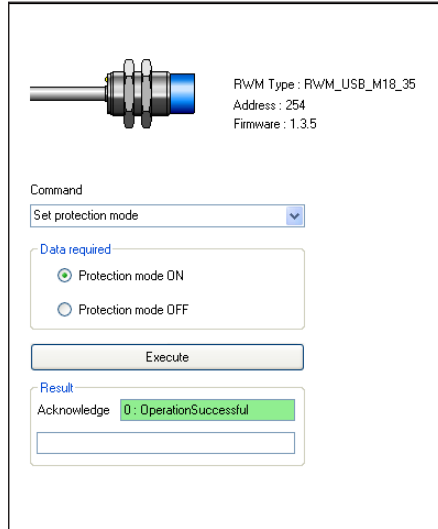 RWM Type : RWM_USB_M18_35
Address : 254
Firmware : 1.3.5
Command
Set protection mode
Data required
Protection mode ON
Protection mode OFF
Execute
Result
Acknowledge 0 : OperationSuccessful